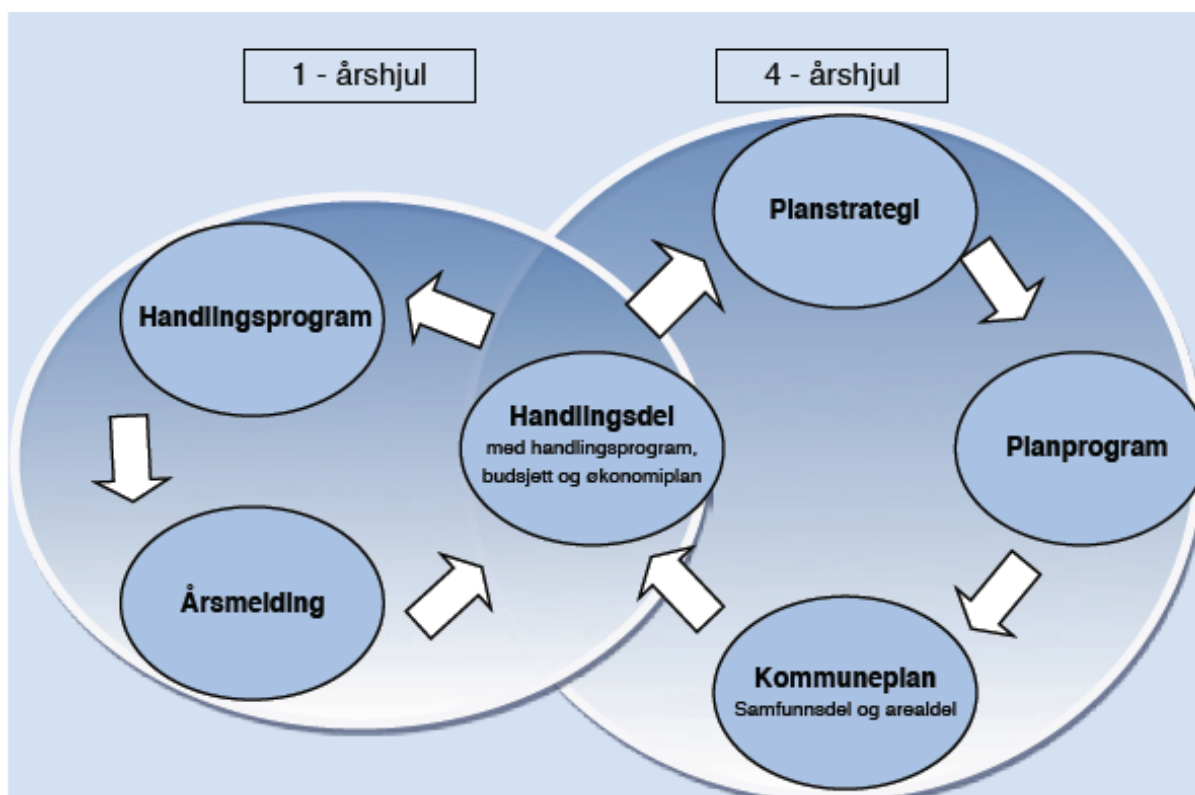 1 - årshjul
4 - årshjul
Planstrategi
Handlingsprogram
Handlingsdel
med handlingsprogram,
budsjett og økonomiplan
Planprogram
Årsmelding
Kommuneplan
Samfunnsdel og arealdel